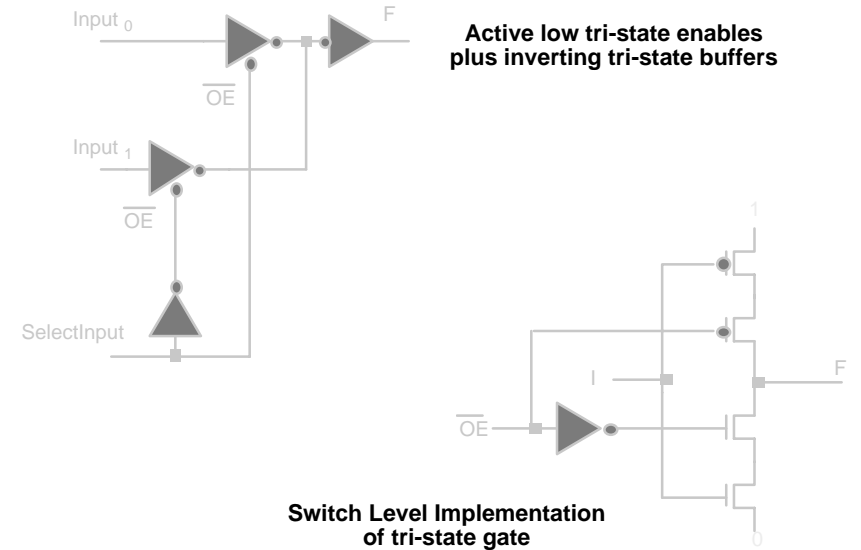 Input 0
F
Active low tri-state enables
plus inverting tri-state buffers
OE
Input 1
OE
1
SelectInput
F
I
OE
Switch Level Implementation
of tri-state gate
0